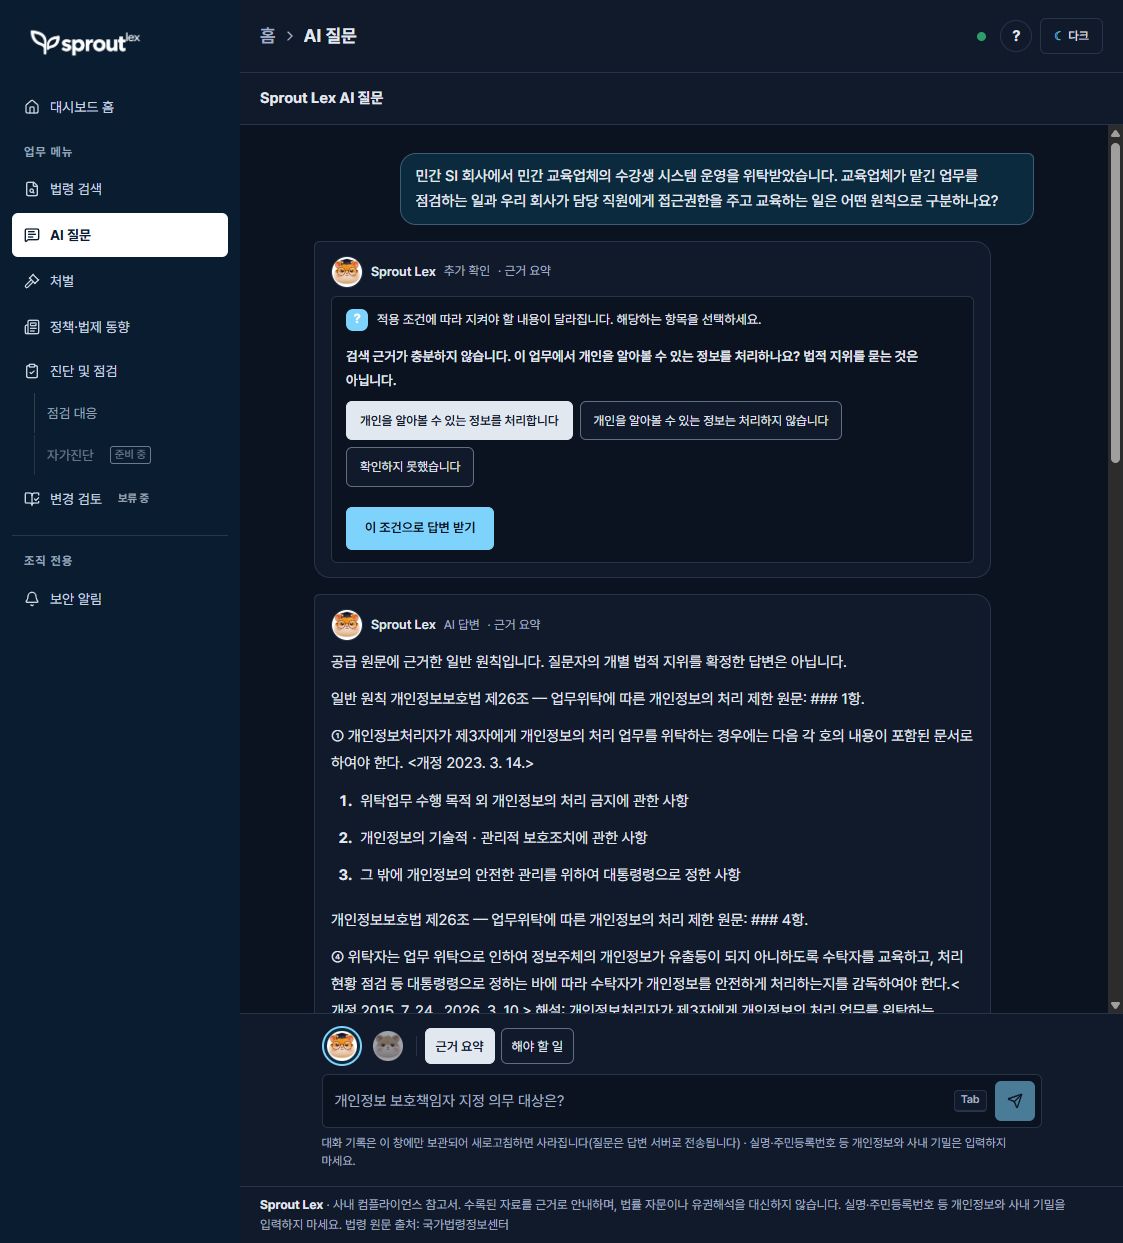 sprout lex
대시보드 홈
업무 메뉴
법령 검색
AI 질문
처벌
정책·법제 동향
진단 및 점검
점검 대응
자가진단 준비 중
변경 검토 보류 중
조직 전용
보안 알림
홈 > AI 질문
?
다크
Sprout Lex AI 질문
민간 SI 회사에서 민간 교육업체의 수강생 시스템 운영을 위탁받았습니다. 교육업체가 맡긴 업무를
점검하는 일과 우리 회사가 담당 직원에게 접근권한을 주고 교육하는 일은 어떤 원칙으로 구분하나요?
Sprout Lex 추가 확인 · 근거 요약
? 적용 조건에 따라 지켜야 할 내용이 달라집니다. 해당하는 항목을 선택하세요.
검색 근거가 충분하지 않습니다. 이 업무에서 개인을 알아볼 수 있는 정보를 처리하나요? 법적 지위를 묻는 것은
아닙니다.
개인을 알아볼 수 있는 정보를 처리합니다
개인을 알아볼 수 있는 정보는 처리하지 않습니다
확인하지 못했습니다
이 조건으로 답변 받기
Sprout Lex AI 답변 · 근거 요약
공급 원문에 근거한 일반 원칙입니다. 질문자의 개별 법적 지위를 확정한 답변은 아닙니다.
일반 원칙 개인정보보호법 제26조 — 업무위탁에 따른 개인정보의 처리 제한 원문: ### 1항.
① 개인정보처리자가 제3자에게 개인정보의 처리 업무를 위탁하는 경우에는 다음 각 호의 내용이 포함된 문서로
하여야 한다. <개정 2023. 3. 14.>
1. 위탁업무 수행 목적 외 개인정보의 처리 금지에 관한 사항
2. 개인정보의 기술적ㆍ관리적 보호조치에 관한 사항
3. 그 밖에 개인정보의 안전한 관리를 위하여 대통령령으로 정한 사항
개인정보보호법 제26조 — 업무위탁에 따른 개인정보의 처리 제한 원문: ### 4항.
④ 위탁자는 업무 위탁으로 인하여 정보주체의 개인정보가 유출등이 되지 아니하도록 수탁자를 교육하고, 처리
현황 점검 등 대통령령으로 정하는 바에 따라 수탁자가 개인정보를 안전하게 처리하는지를 감독하여야 한다.<
개정 2015. 7. 24., 2026. 3. 10.> 해설: 개인정보처리자가 제3자에게 개인정보의 처리 업무를 위탁하는
근거 요약
해야 할 일
개인정보 보호책임자 지정 의무 대상은?
Tab
대화 기록은 이 창에만 보관되어 새로고침하면 사라집니다(질문은 답변 서버로 전송됩니다) · 실명·주민등록번호 등 개인정보와 사내 기밀은 입력하지
마세요.
Sprout Lex · 사내 컴플라이언스 참고서. 수록된 자료를 근거로 안내하며, 법률 자문이나 유권해석을 대신하지 않습니다. 실명·주민등록번호 등 개인정보와 사내 기밀을
입력하지 마세요. 법령 원문 출처: 국가법령정보센터